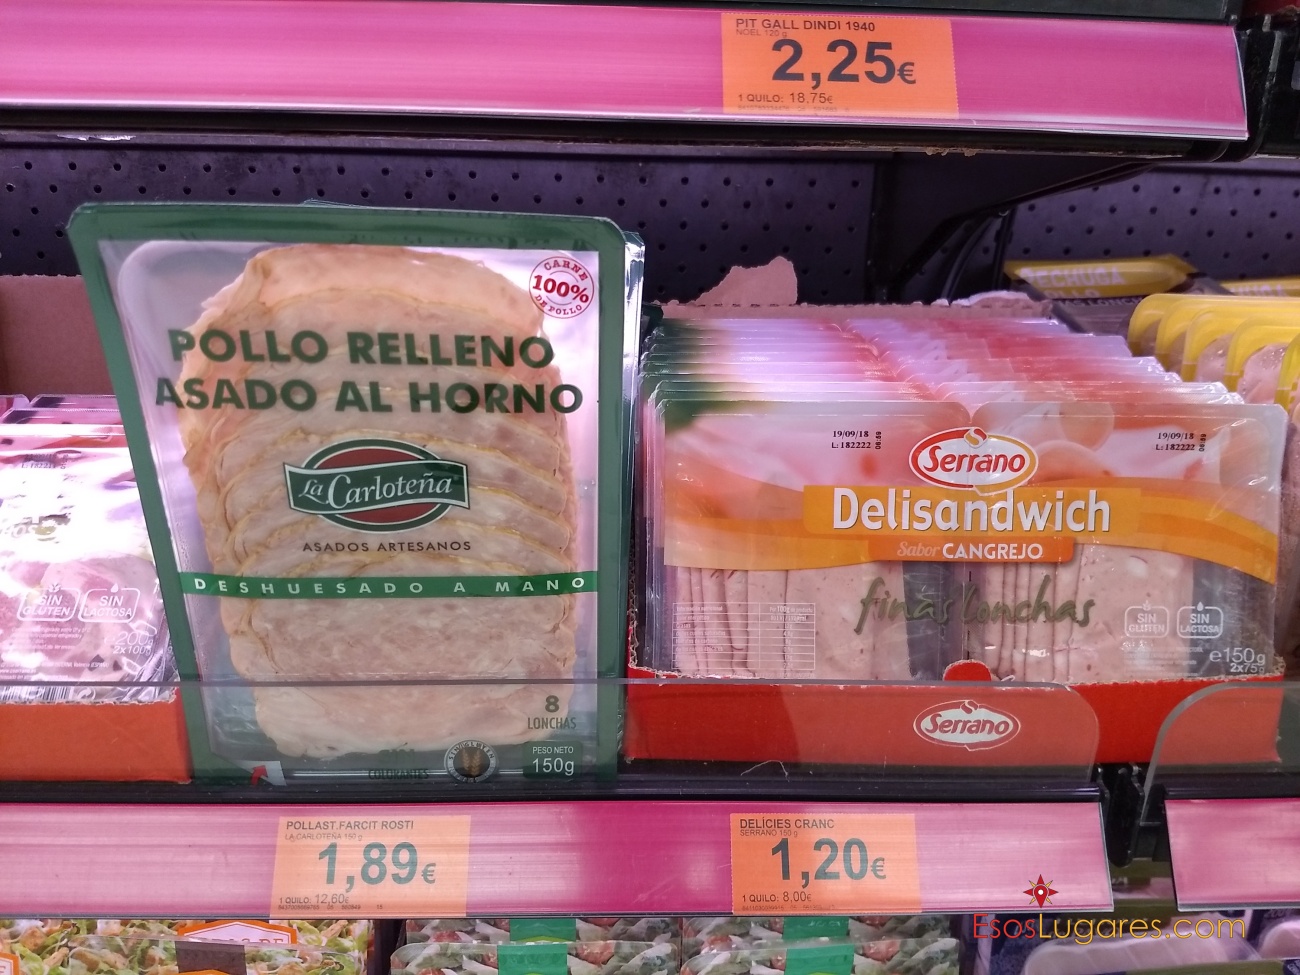 PIT GALL DINDI 1940
NOEL 120 g
2,25€
1 QUILO: 18,75€
CARNE
100%
DE POLLO
POLLO RELLENO
ASADO AL HORNO
La Carloteña
ASADOS ARTESANOS
DESHUESADO A MANO
8
LONCHAS
COLORANTES
PESO NETO
150g
SIN
GLUTEN
SIN
LACTOSA
200g
2x100g
PECHUGA
19/09/18
L:182222
19/09/18
L:182222
Serrano
Delisandwich
Sabor CANGREJO
finas lonchas
SIN
GLUTEN
SIN
LACTOSA
e150g
2x75g
Serrano
POLLAST.FARCIT ROSTI
LA CARLOTEÑA 150 g
1,89€
1 QUILO: 12,60€
DELÍCIES CRANC
SERRANO 150 g
1,20€
1 QUILO: 8,00€
EsosLugares.com